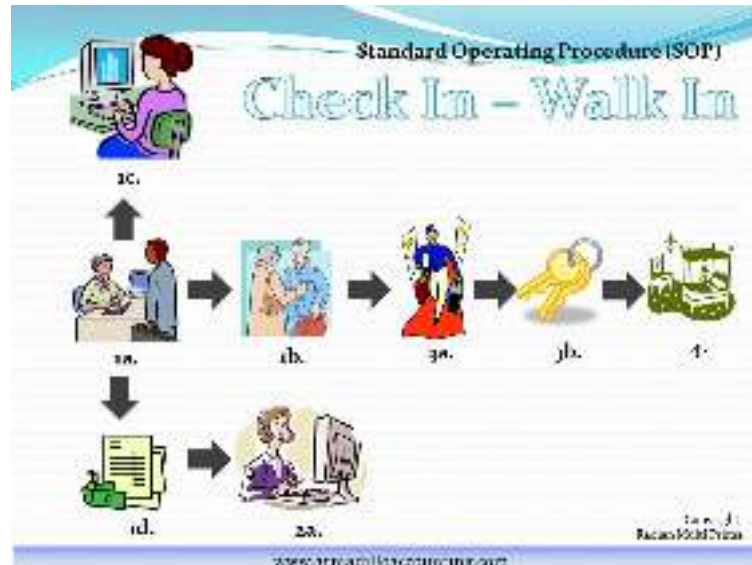 Standard Operating Procedure (SOP)
Check In – Walk In
1c.
1a.
1b.
3a.
3b.
4.
1d.
2a.